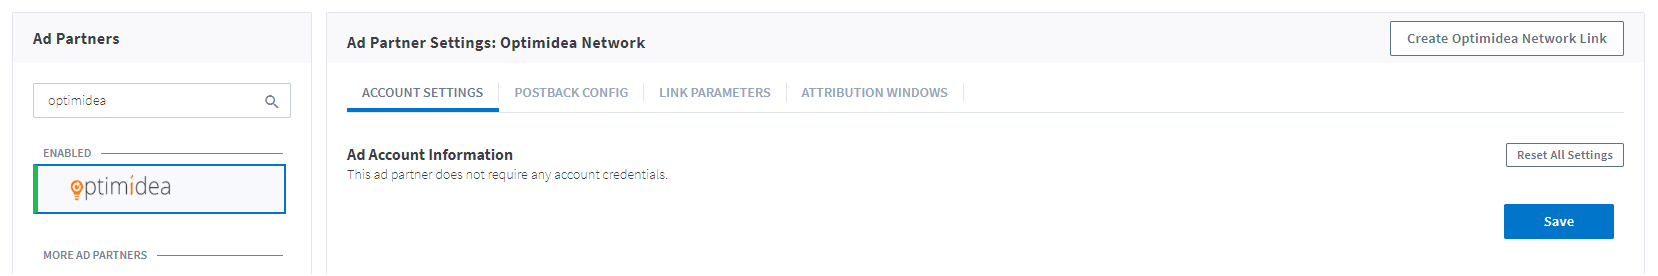 Ad Partners
optimidea
ENABLED
optimidea
MORE AD PARTNERS
Ad Partner Settings: Optimidea Network
Create Optimidea Network Link
ACCOUNT SETTINGS
POSTBACK CONFIG
LINK PARAMETERS
ATTRIBUTION WINDOWS
Ad Account Information
Reset All Settings
This ad partner does not require any account credentials.
Save